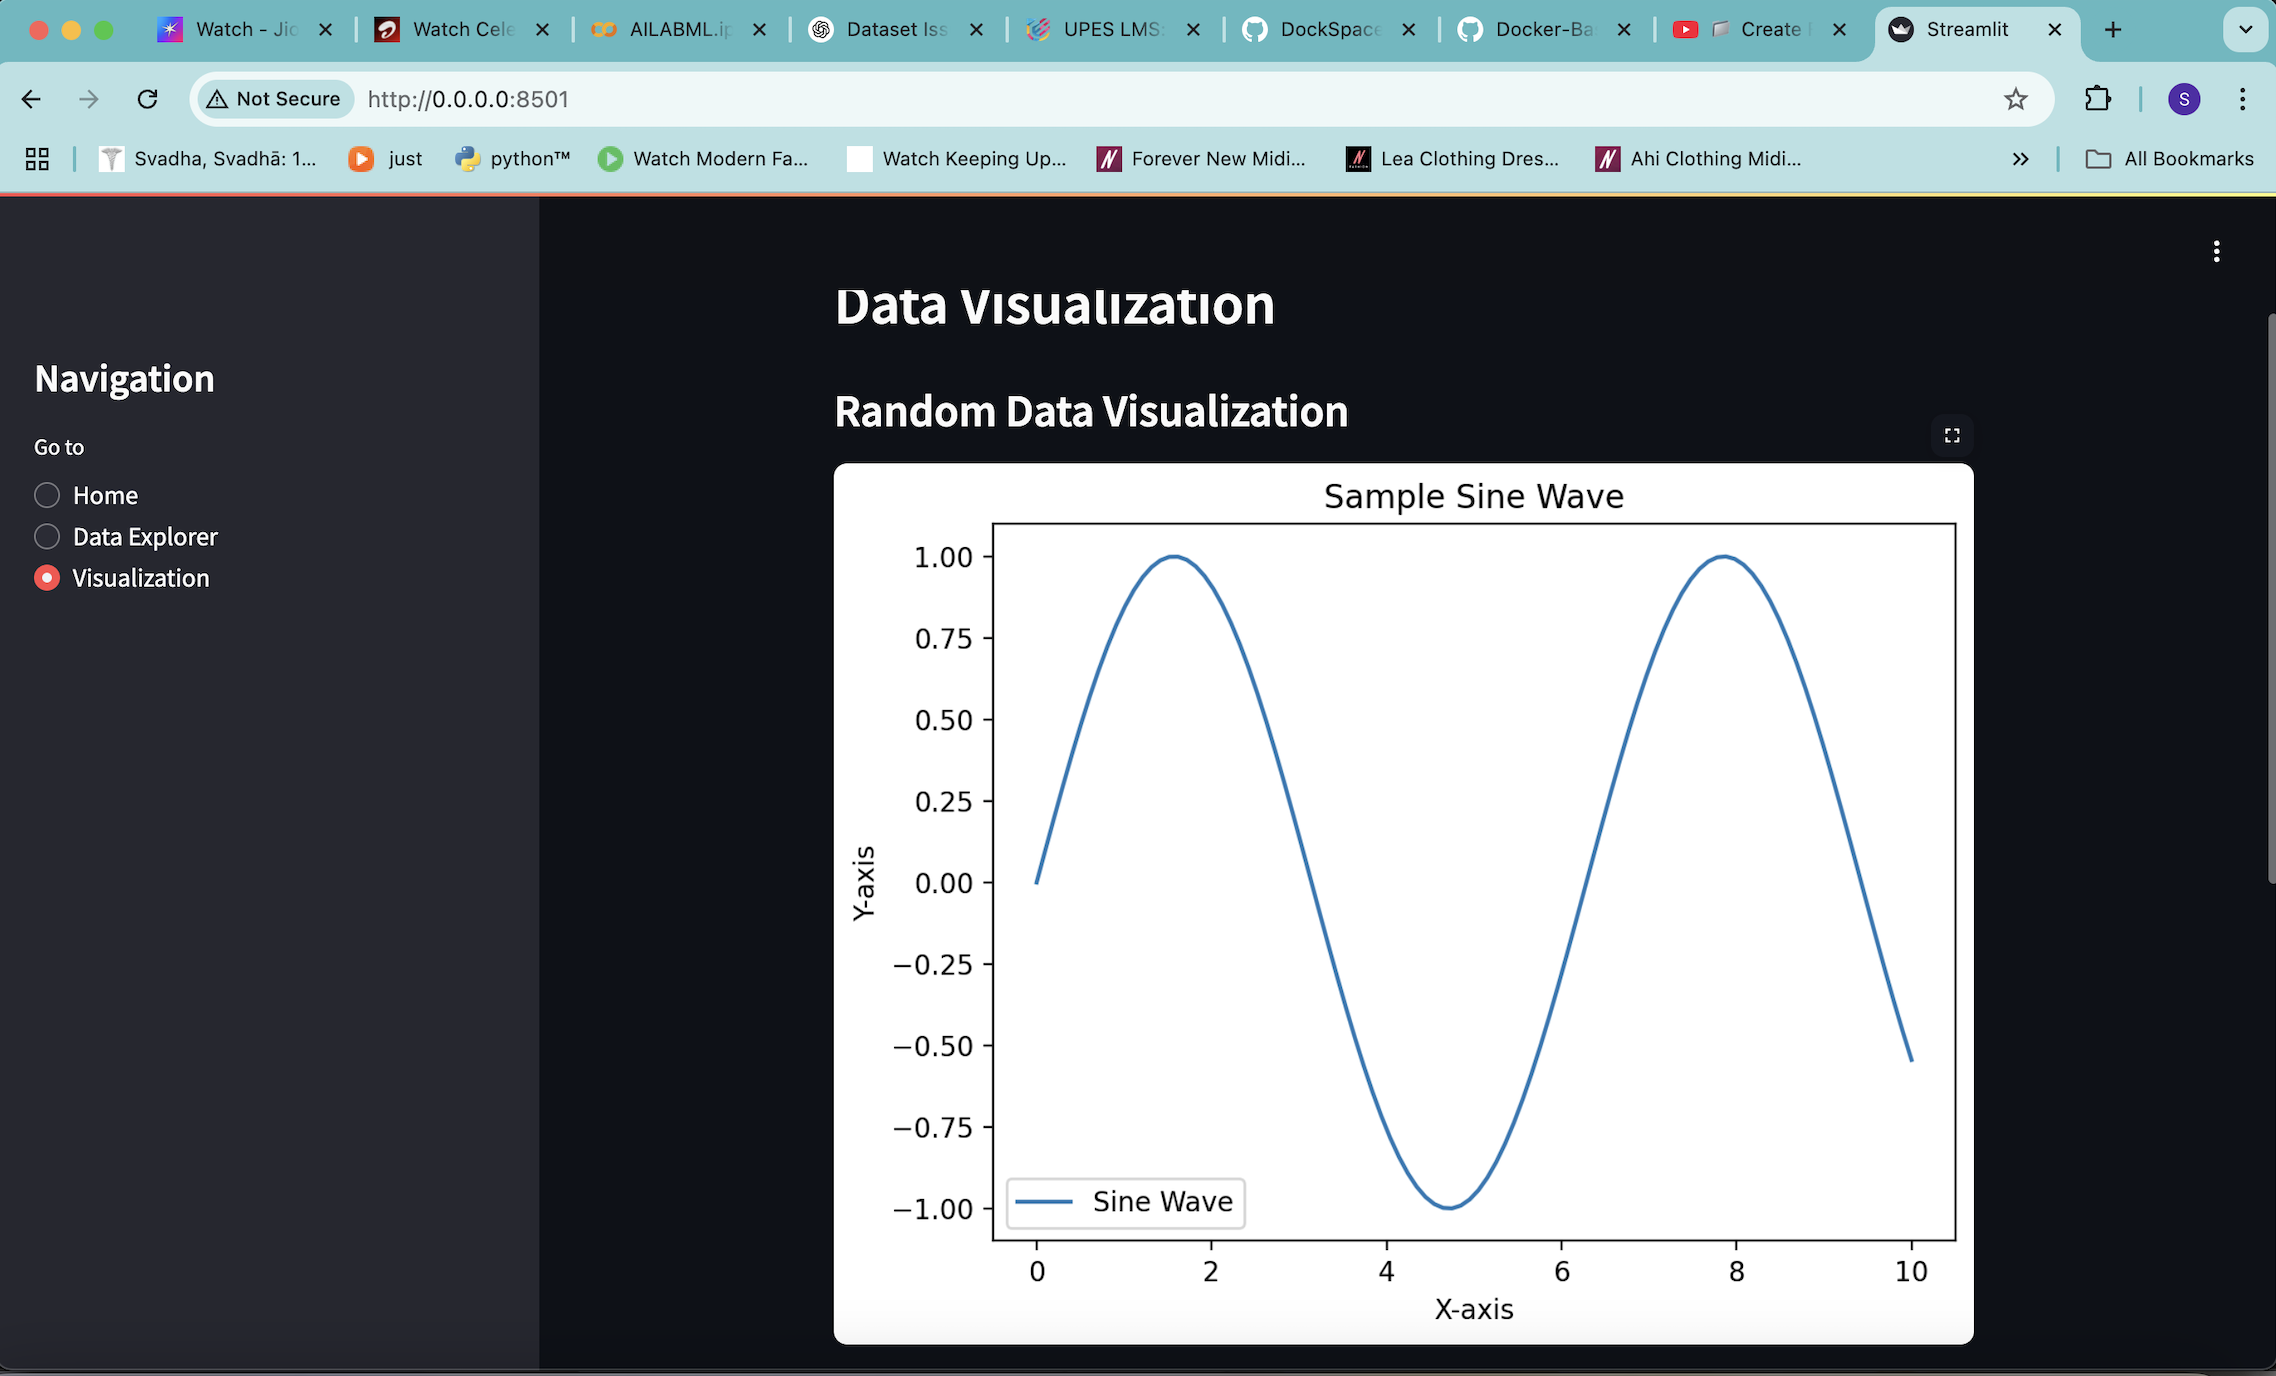 Watch - Jio
Watch Cele
AILABML.ip
Dataset Iss
UPES LMS:
DockSpace
Docker-Ba
Create
Streamlit
Not Secure
http://0.0.0.0:8501
S
Svadha, Svadhā: 1...
just
python™
Watch Modern Fa...
Watch Keeping Up...
Forever New Midi...
Lea Clothing Dres...
Ahi Clothing Midi...
All Bookmarks
Navigation
Go to
Home
Data Explorer
Visualization
Data Visualization
Random Data Visualization
Sample Sine Wave
1.00
0.75
0.50
0.25
0.00
−0.25
−0.50
−0.75
−1.00
Y-axis
Sine Wave
0 2 4 6 8 10
X-axis